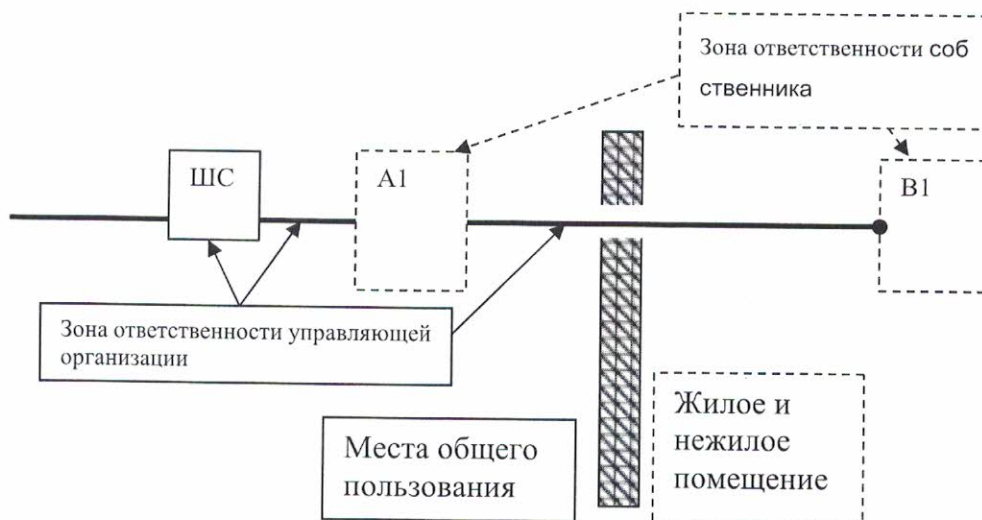 Зона ответственности соб
ственника
ШС
А1
В1
Зона ответственности управляющей
организации
Места общего
пользования
Жилое и
нежилое
помещение